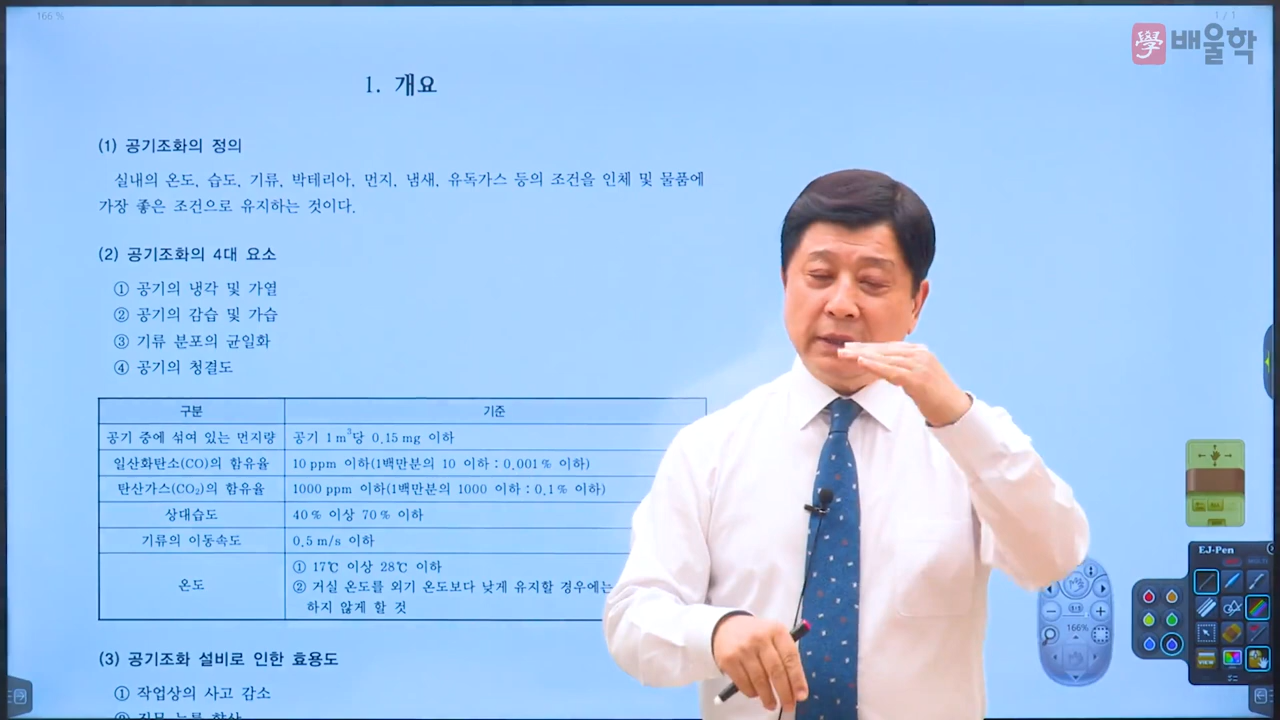 166 %
1 / 1
學 배울학
1. 개요
(1) 공기조화의 정의
실내의 온도, 습도, 기류, 박테리아, 먼지, 냄새, 유독가스 등의 조건을 인체 및 물품에
가장 좋은 조건으로 유지하는 것이다.
(2) 공기조화의 4대 요소
① 공기의 냉각 및 가열
② 공기의 감습 및 가습
③ 기류 분포의 균일화
④ 공기의 청결도
구분 기준
공기 중에 섞여 있는 먼지량 공기 1m³당 0.15mg 이하
일산화탄소(CO)의 함유율 10ppm 이하(1백만분의 10 이하 : 0.001% 이하)
탄산가스(CO₂)의 함유율 1000ppm 이하(1백만분의 1000 이하 : 0.1% 이하)
상대습도 40% 이상 70% 이하
기류의 이동속도 0.5m/s 이하
온도 ① 17℃ 이상 28℃ 이하
② 거실 온도를 외기 온도보다 낮게 유지할 경우에는
하지 않게 할 것
(3) 공기조화 설비로 인한 효용도
① 작업상의 사고 감소
EJ-Pen
166%
VIEW